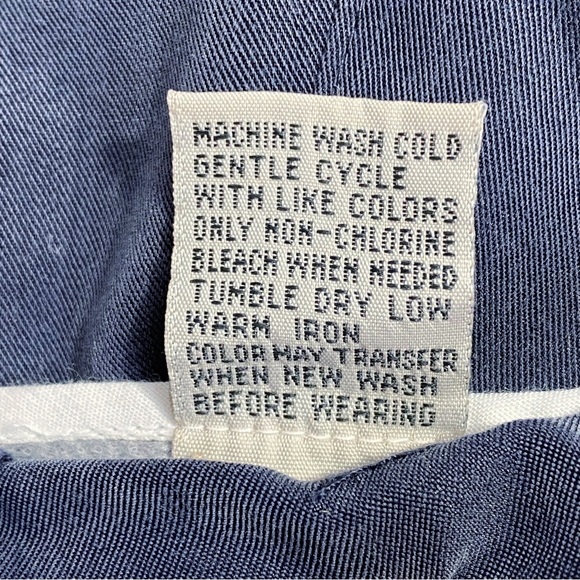 MACHINE WASH COLD
GENTLE CYCLE
WITH LIKE COLORS
ONLY NON-CHLORINE
BLEACH WHEN NEEDED
TUMBLE DRY LOW
WARM IRON
COLOR MAY TRANSFER
WHEN NEW WASH
BEFORE WEARING